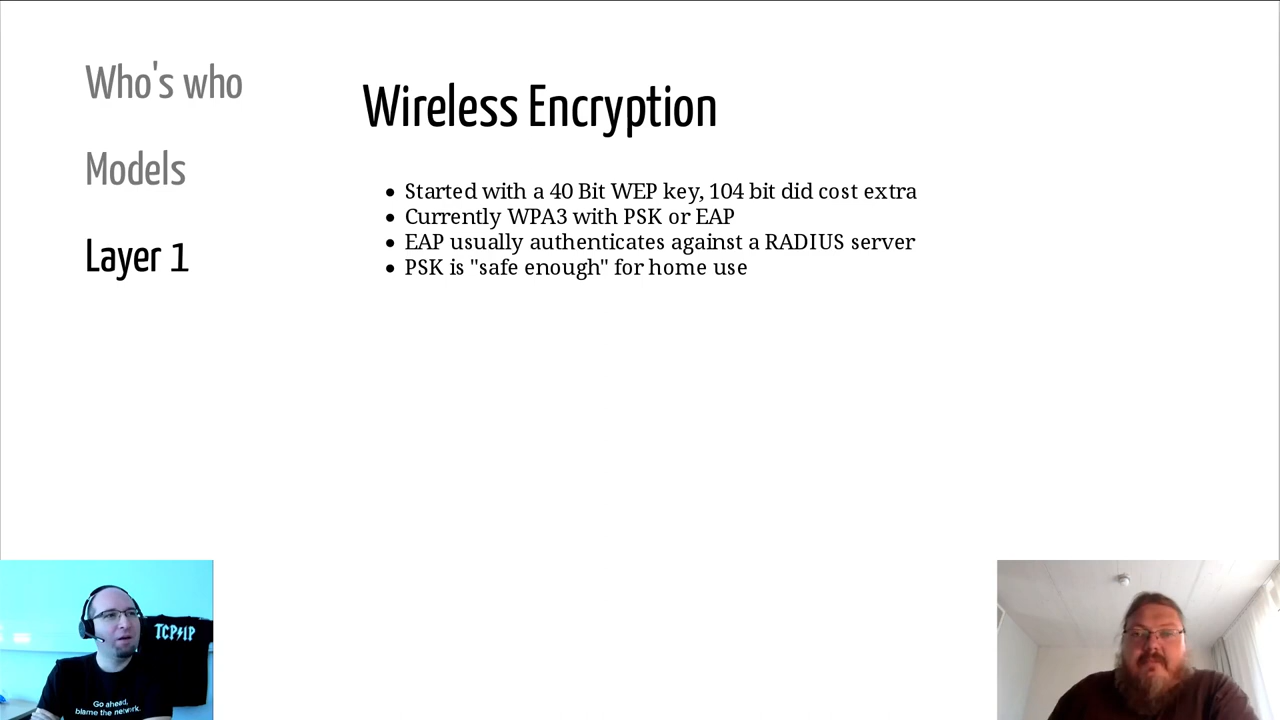 Who's who
Models
Layer 1
Wireless Encryption
• Started with a 40 Bit WEP key, 104 bit did cost extra
• Currently WPA3 with PSK or EAP
• EAP usually authenticates against a RADIUS server
• PSK is "safe enough" for home use
TCP⚡IP
Go ahead,
blame the network.